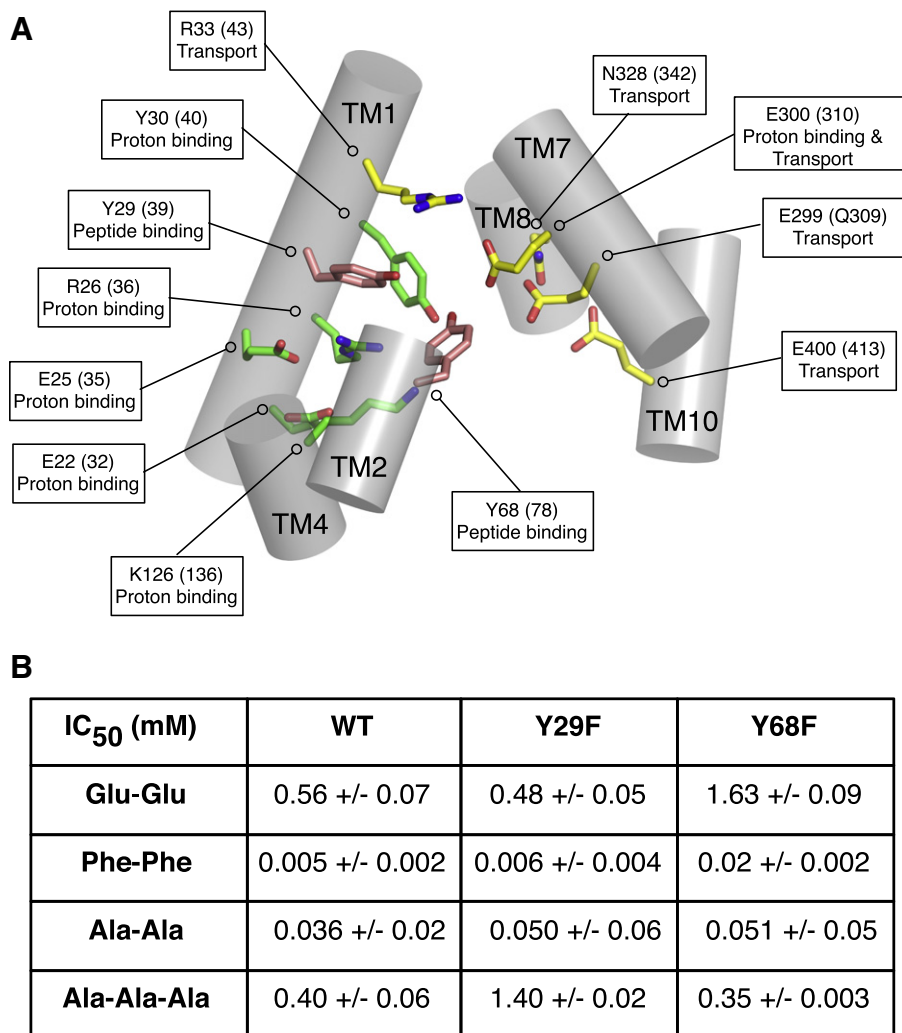 A
R33 (43)
Transport
Y30 (40)
Proton binding
Y29 (39)
Peptide binding
R26 (36)
Proton binding
E25 (35)
Proton binding
E22 (32)
Proton binding
K126 (136)
Proton binding
TM1
TM2
TM4
N328 (342)
Transport
E300 (310)
Proton binding &
Transport
E299 (Q309)
Transport
E400 (413)
Transport
Y68 (78)
Peptide binding
TM7
TM8
TM10
B
IC50 (mM) WT Y29F Y68F
Glu-Glu 0.56 +/- 0.07 0.48 +/- 0.05 1.63 +/- 0.09
Phe-Phe 0.005 +/- 0.002 0.006 +/- 0.004 0.02 +/- 0.002
Ala-Ala 0.036 +/- 0.02 0.050 +/- 0.06 0.051 +/- 0.05
Ala-Ala-Ala 0.40 +/- 0.06 1.40 +/- 0.02 0.35 +/- 0.003